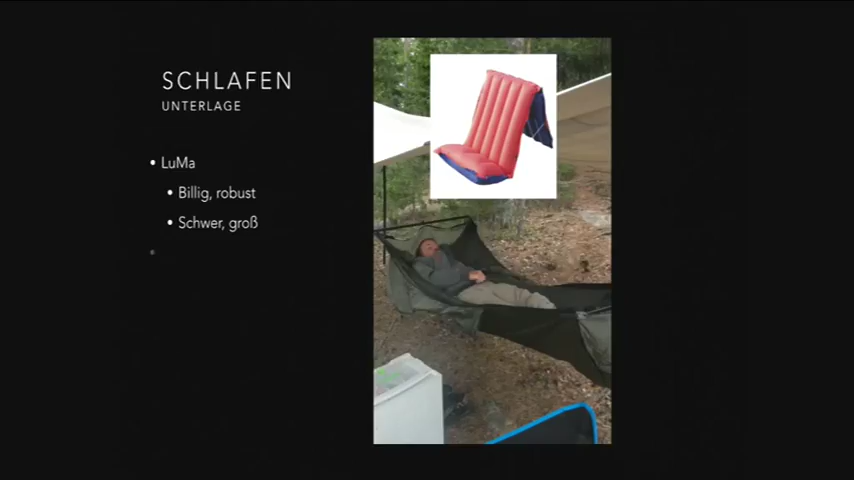 SCHLAFEN
UNTERLAGE
• LuMa
• Billig, robust
• Schwer, groß
•